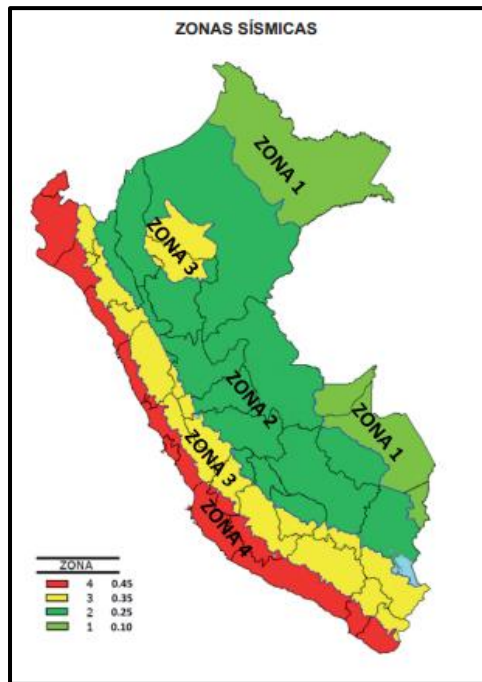 ZONAS SÍSMICAS
ZONA 1
ZONA 3
ZONA 2
ZONA 1
ZONA 3
ZONA 4
ZONA
4 0.45
3 0.35
2 0.25
1 0.10